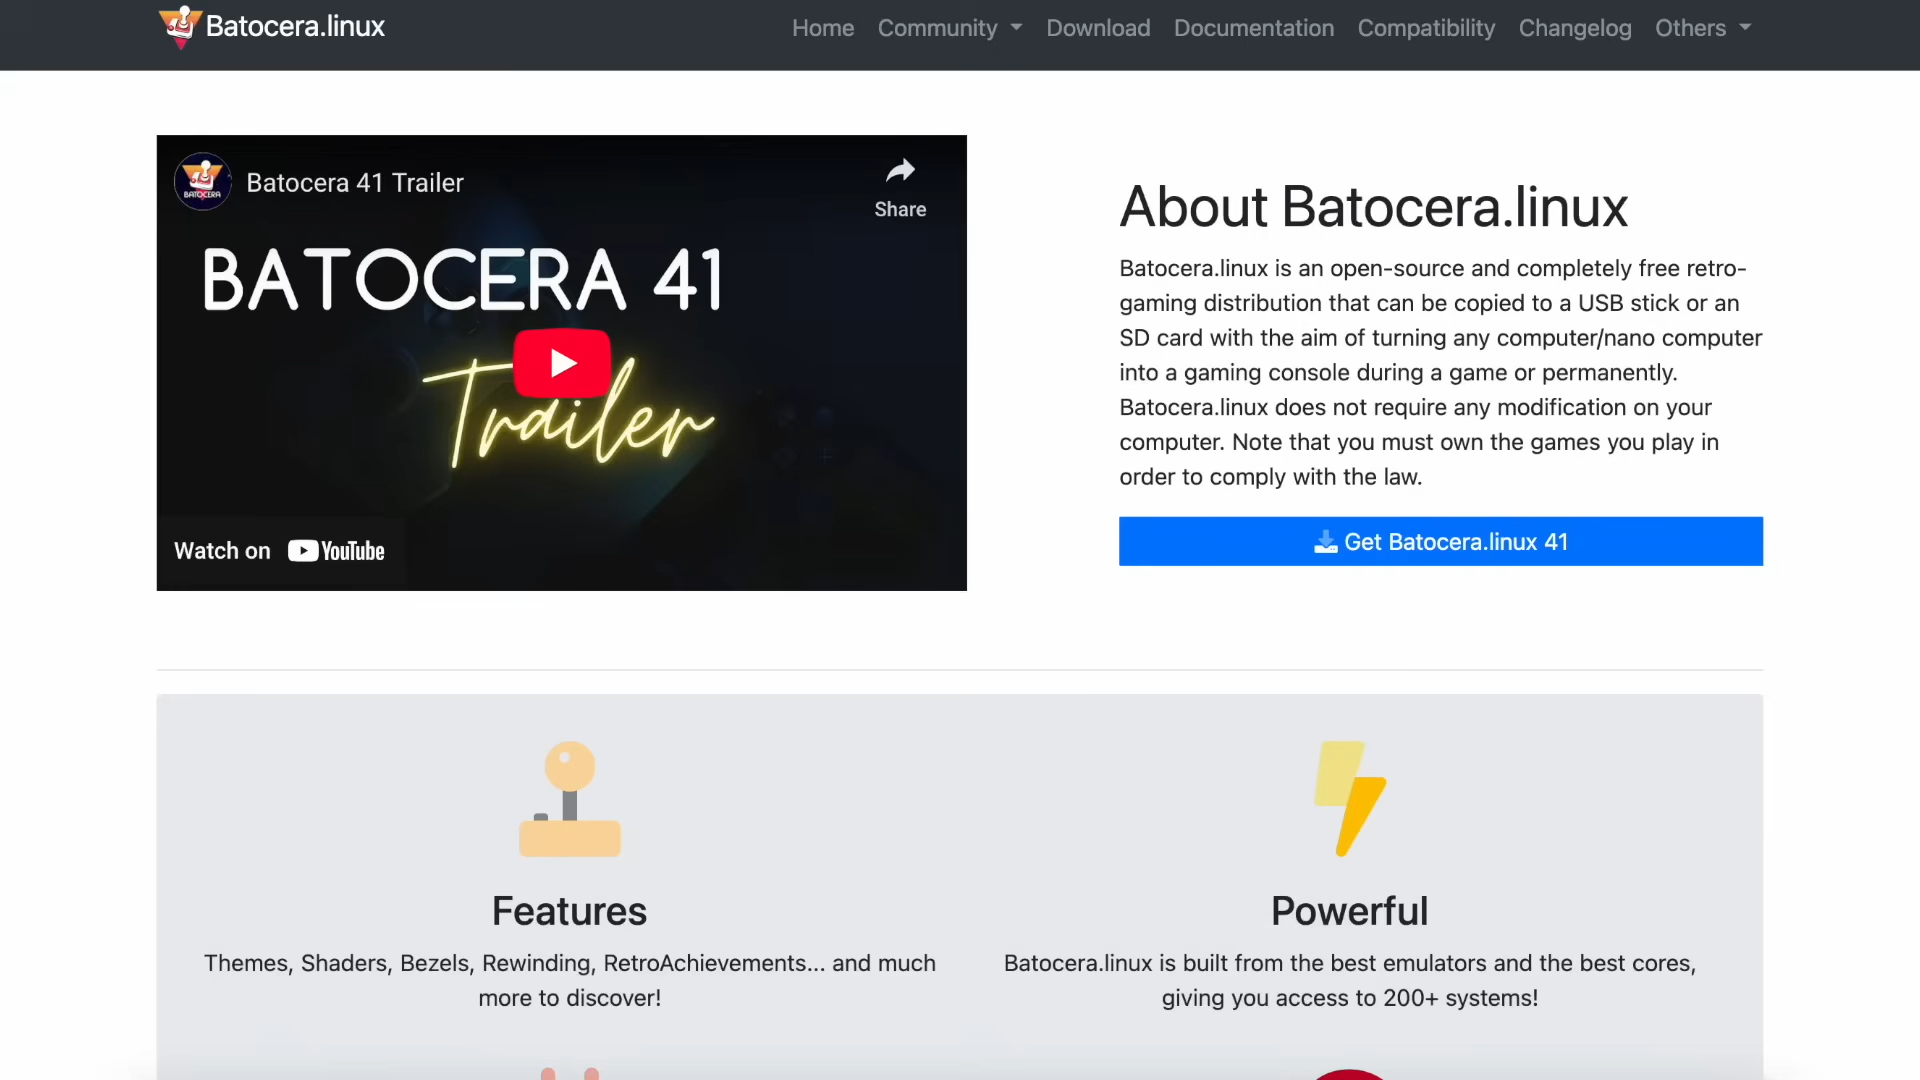 Batocera.linux
Home Community Download Documentation Compatibility Changelog Others
BATOCERA
Batocera 41 Trailer
Share
BATOCERA 41
Trailer
Watch on YouTube
About Batocera.linux
Batocera.linux is an open-source and completely free retro-
gaming distribution that can be copied to a USB stick or an
SD card with the aim of turning any computer/nano computer
into a gaming console during a game or permanently.
Batocera.linux does not require any modification on your
computer. Note that you must own the games you play in
order to comply with the law.
Get Batocera.linux 41
Features
Themes, Shaders, Bezels, Rewinding, RetroAchievements... and much
more to discover!
Powerful
Batocera.linux is built from the best emulators and the best cores,
giving you access to 200+ systems!